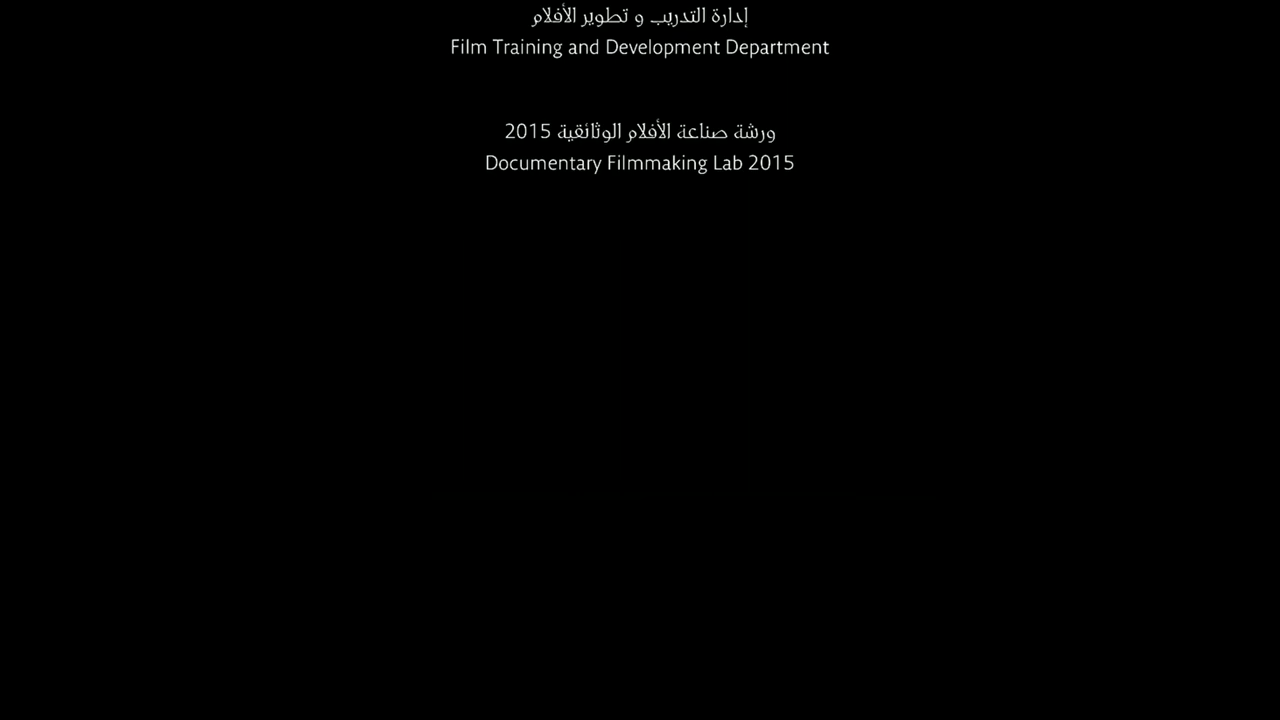 إدارة التدريب و تطوير الأفلام
Film Training and Development Department
ورشة صناعة الأفلام الوثائقية 2015
Documentary Filmmaking Lab 2015